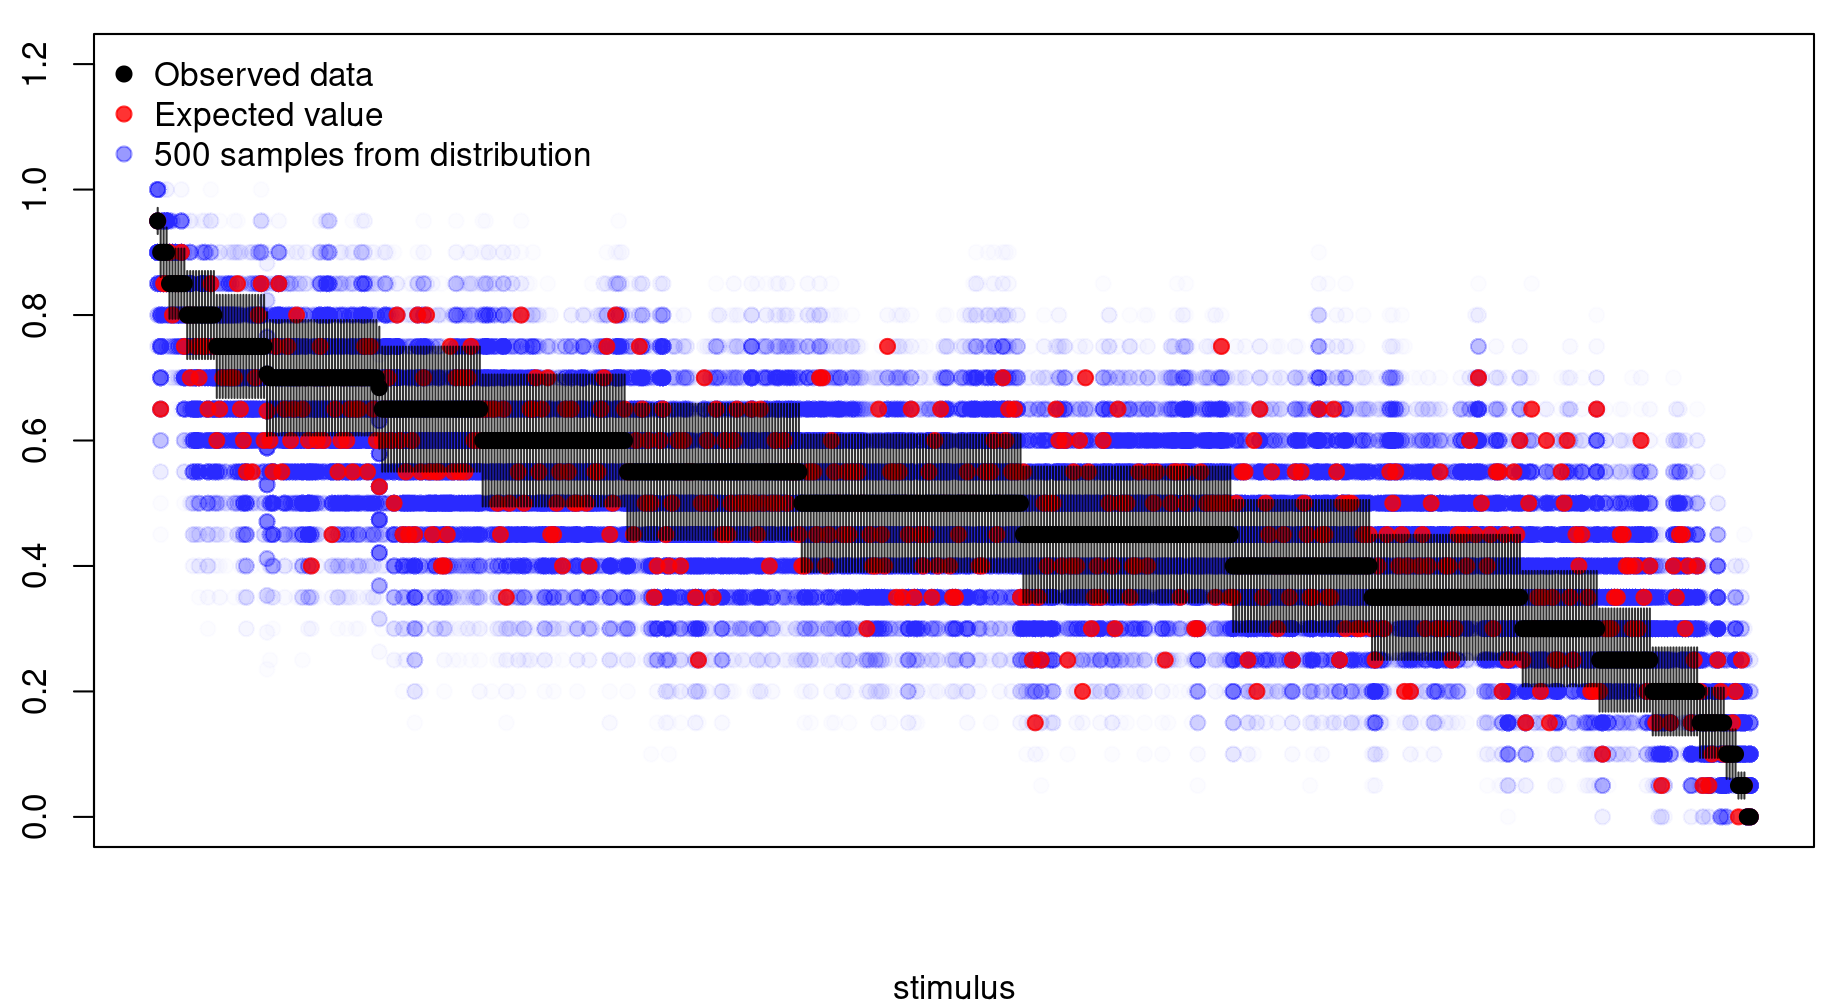 1.2
1.0
0.8
0.6
0.4
0.2
0.0
Observed data
Expected value
500 samples from distribution
stimulus